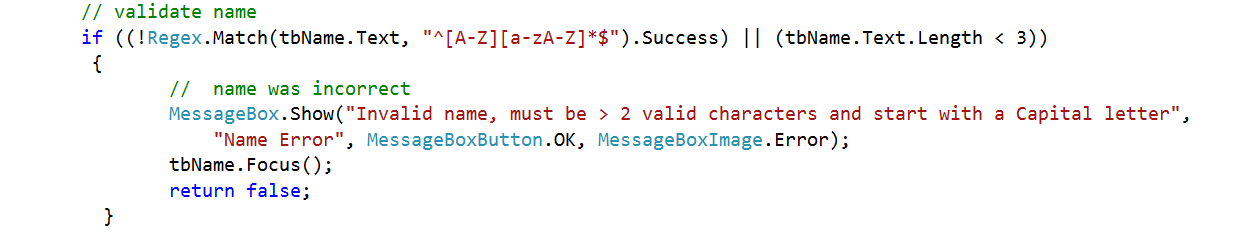 // validate name
if ((!Regex.Match(tbName.Text, "^[A-Z][a-zA-Z]*$").Success) || (tbName.Text.Length < 3))
{
//  name was incorrect
MessageBox.Show("Invalid name, must be > 2 valid characters and start with a Capital letter",
"Name Error", MessageBoxButton.OK, MessageBoxImage.Error);
tbName.Focus();
return false;
}